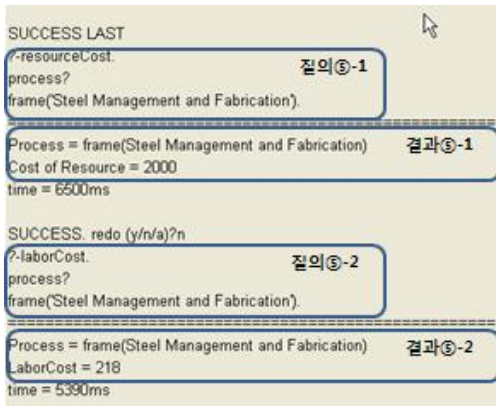 SUCCESS LAST
?-resourceCost.
process?
frame('Steel Management and Fabrication').
질의⑤-1
Process = frame(Steel Management and Fabrication)
Cost of Resource = 2000
time = 6500ms
결과⑤-1
SUCCESS. redo (y/n/a)?n
?-laborCost.
process?
frame('Steel Management and Fabrication').
질의⑤-2
Process = frame(Steel Management and Fabrication)
LaborCost = 218
time = 5390ms
결과⑤-2